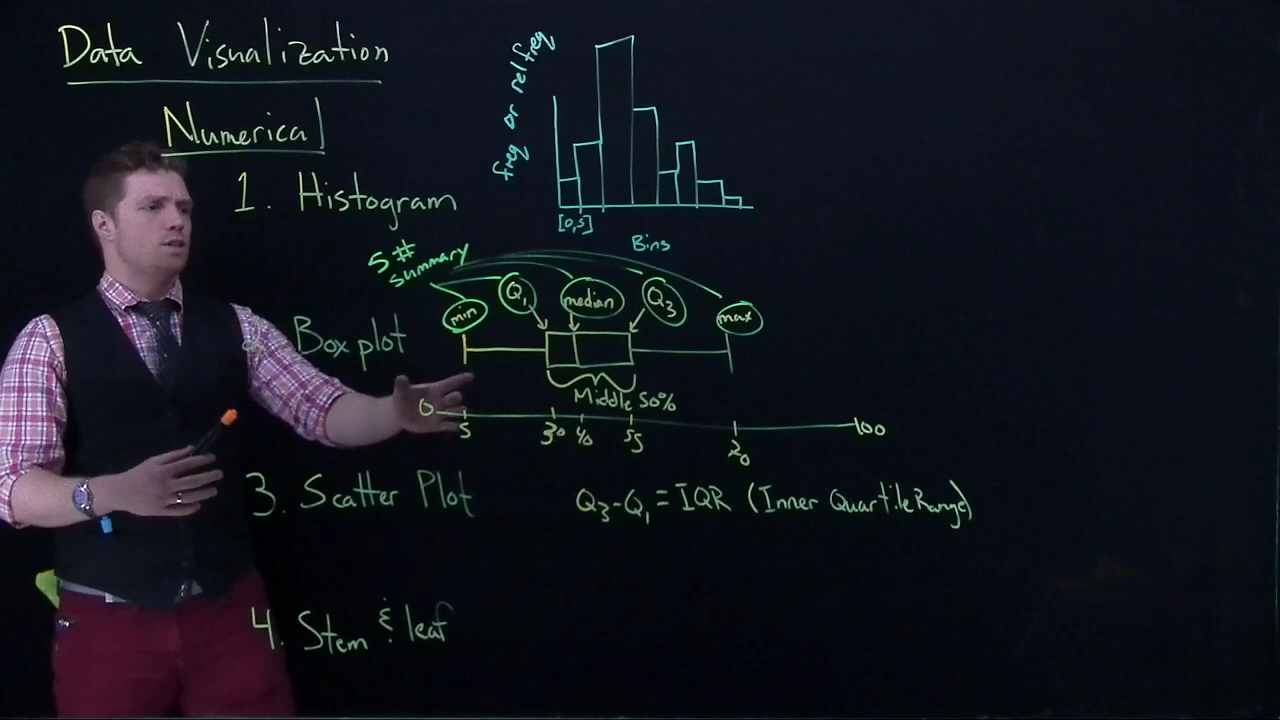 Data Visualization
Numerical
1. Histogram
freq or rel freq
[0,5]
Bins
5 #
summary
min
Q1
median
Q3
max
Box plot
Middle 50%
0 5 30 40 55 20 100
3. Scatter Plot
Q3-Q1 = IQR (Inner Quartile Range)
4. Stem & leaf